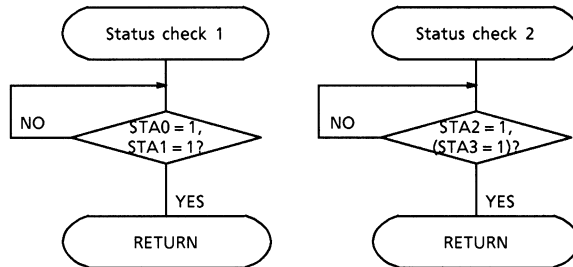 Status check 1
NO
STA0 = 1,
STA1 = 1?
YES
RETURN
Status check 2
NO
STA2 = 1,
(STA3 = 1)?
YES
RETURN